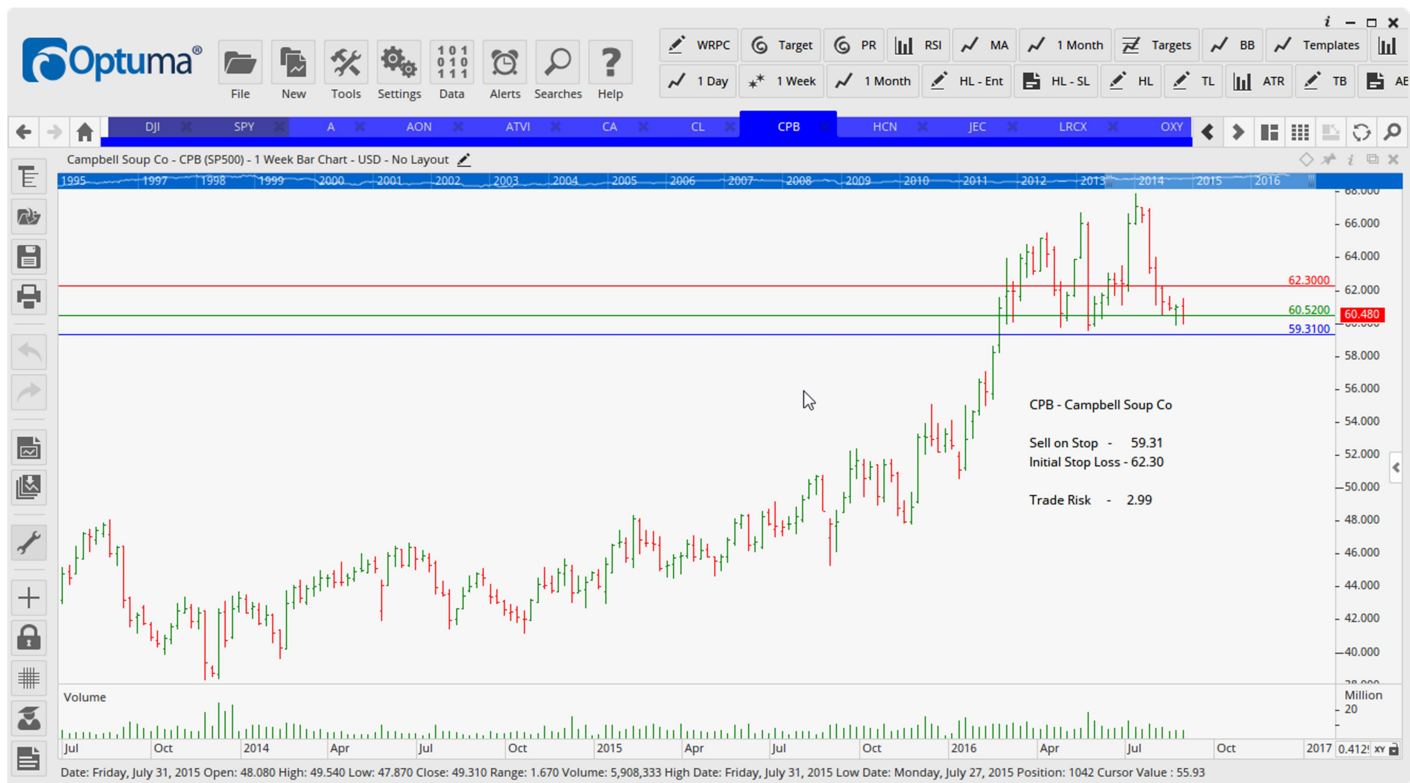 Optuma®
File
New
Tools
Settings
101
010
111
Data
Alerts
Searches
?
Help
i
WRPC Target PR RSI MA 1 Month Targets BB Templates
1 Day 1 Week 1 Month HL - Ent HL - SL HL TL ATR TB AE
DJI SPY A AON ATVI CA CL CPB HCN JEC LRCX OXY
Campbell Soup Co - CPB (SP500) - 1 Week Bar Chart - USD - No Layout
i
1995 1997 1998 1999 2000 2001 2002 2003 2004 2005 2006 2007 2008 2009 2010 2011 2012 2013 2014 2015 2016
68.000
66.000
64.000
62.3000
62.000
60.5200
60.480
60.000
59.3100
58.000
56.000
CPB - Campbell Soup Co
54.000
Sell on Stop - 59.31
52.000
Initial Stop Loss - 62.30
50.000
Trade Risk - 2.99
48.000
46.000
44.000
42.000
40.000
38.000
Volume
Million
20
Jul Oct 2014 Apr Jul Oct 2015 Apr Jul Oct 2016 Apr Jul Oct 2017
XY
Date: Friday, July 31, 2015 Open: 48.080 High: 49.540 Low: 47.870 Close: 49.310 Range: 1.670 Volume: 5,908,333 High Date: Friday, July 31, 2015 Low Date: Monday, July 27, 2015 Position: 1042 Cursor Value : 55.93